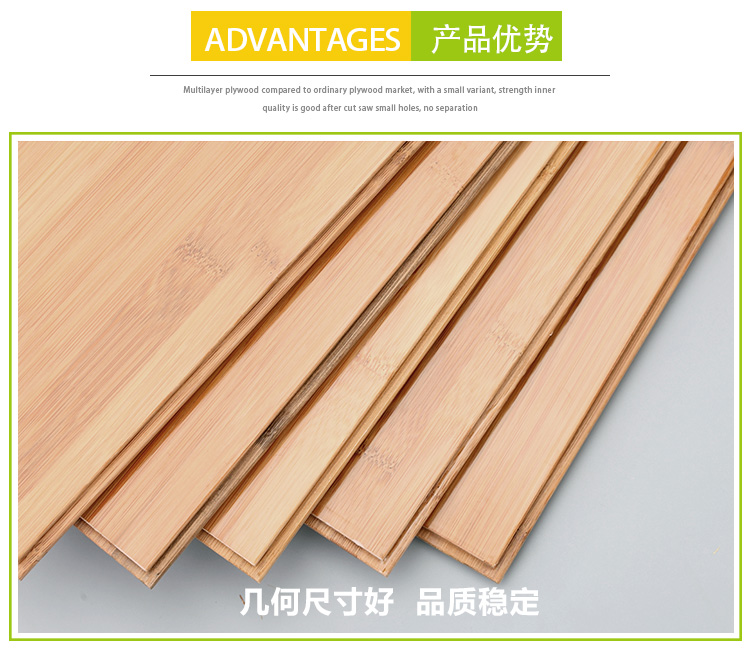 ADVANTAGES 产品优势
Multilayer plywood compared to ordinary plywood market, with a small variant, strength inner
quality is good after cut saw small holes, no separation
几何尺寸好 品质稳定